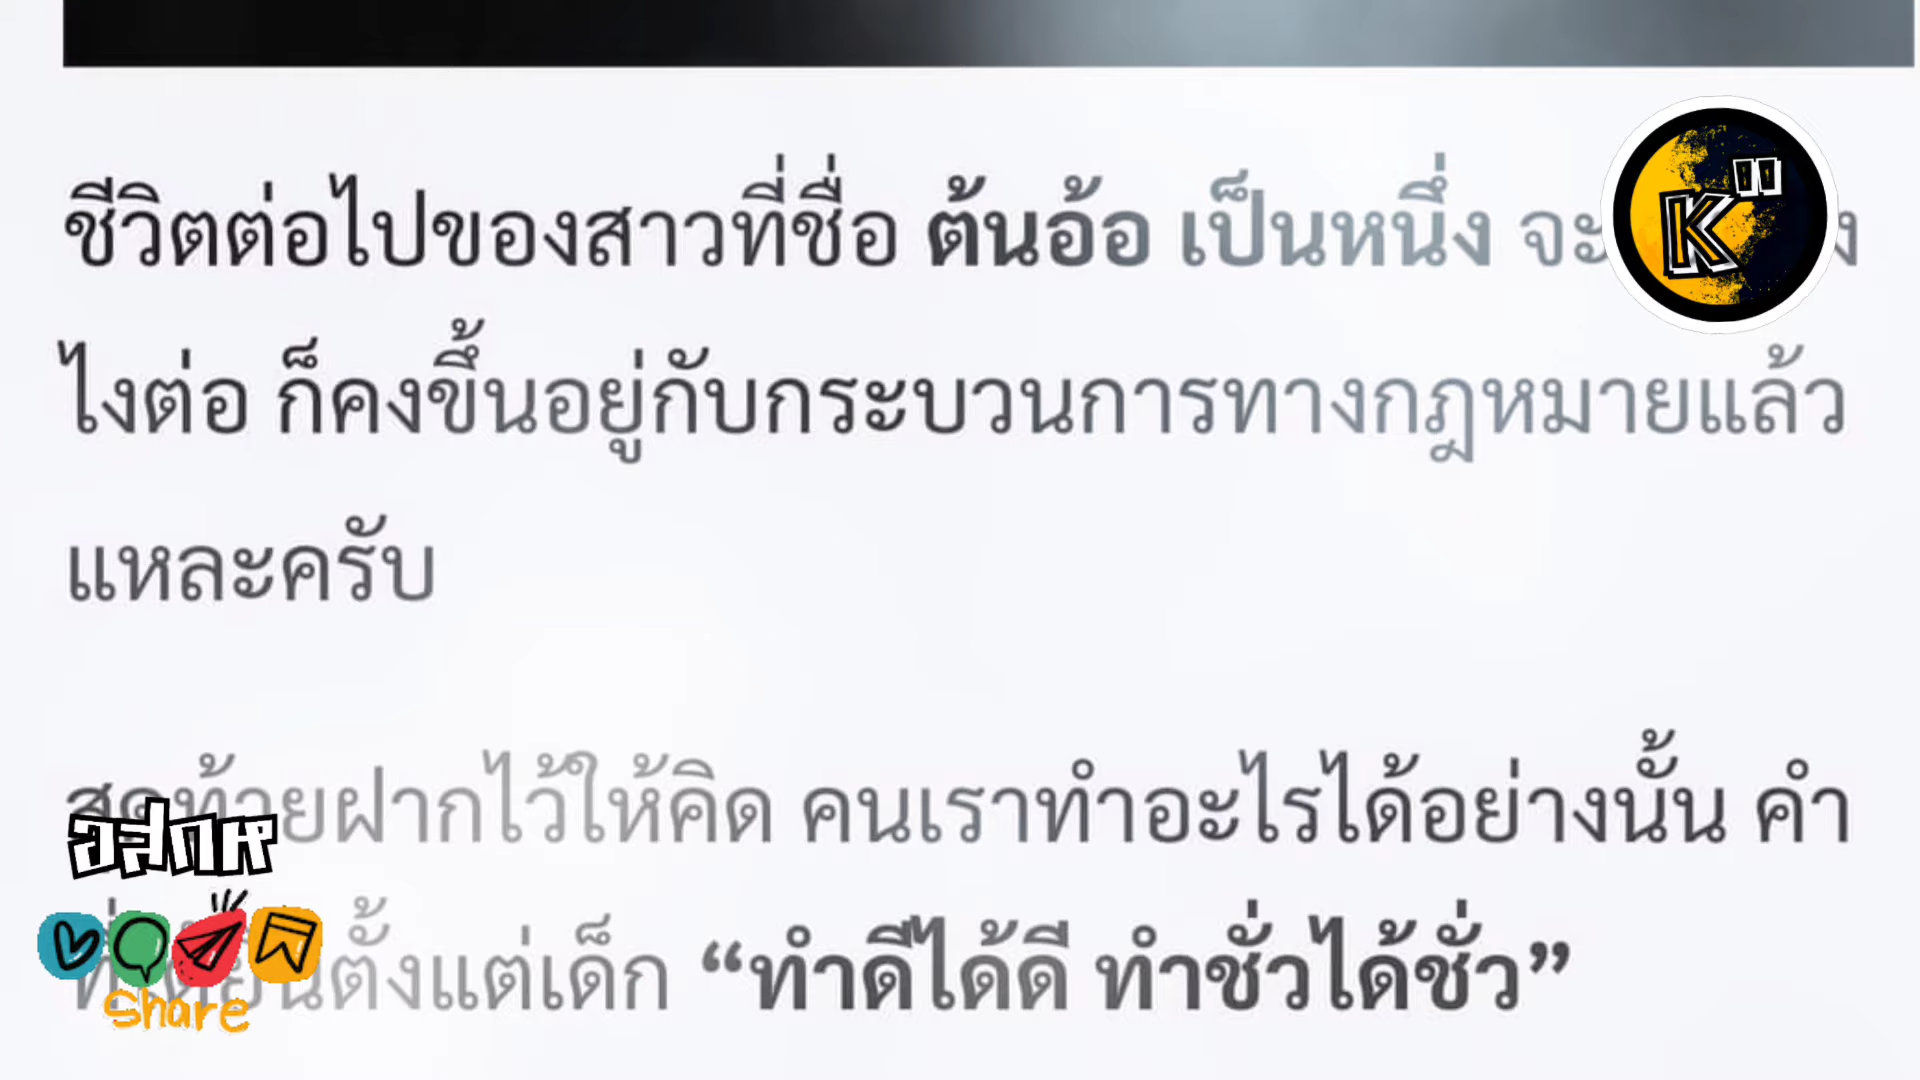 ชีวิตต่อไปของสาวที่ชื่อ ต้นอ้อ เป็นหนึ่ง จะ
K"
ไงต่อ ก็คงขึ้นอยู่กับกระบวนการทางกฎหมายแล้ว
แหละครับ
สุดท้ายฝากไว้ให้คิด คนเราทำอะไรได้อย่างนั้น คำ
ตั้งแต่เด็ก “ทำดีได้ดี ทำชั่วได้ชั่ว”
Share